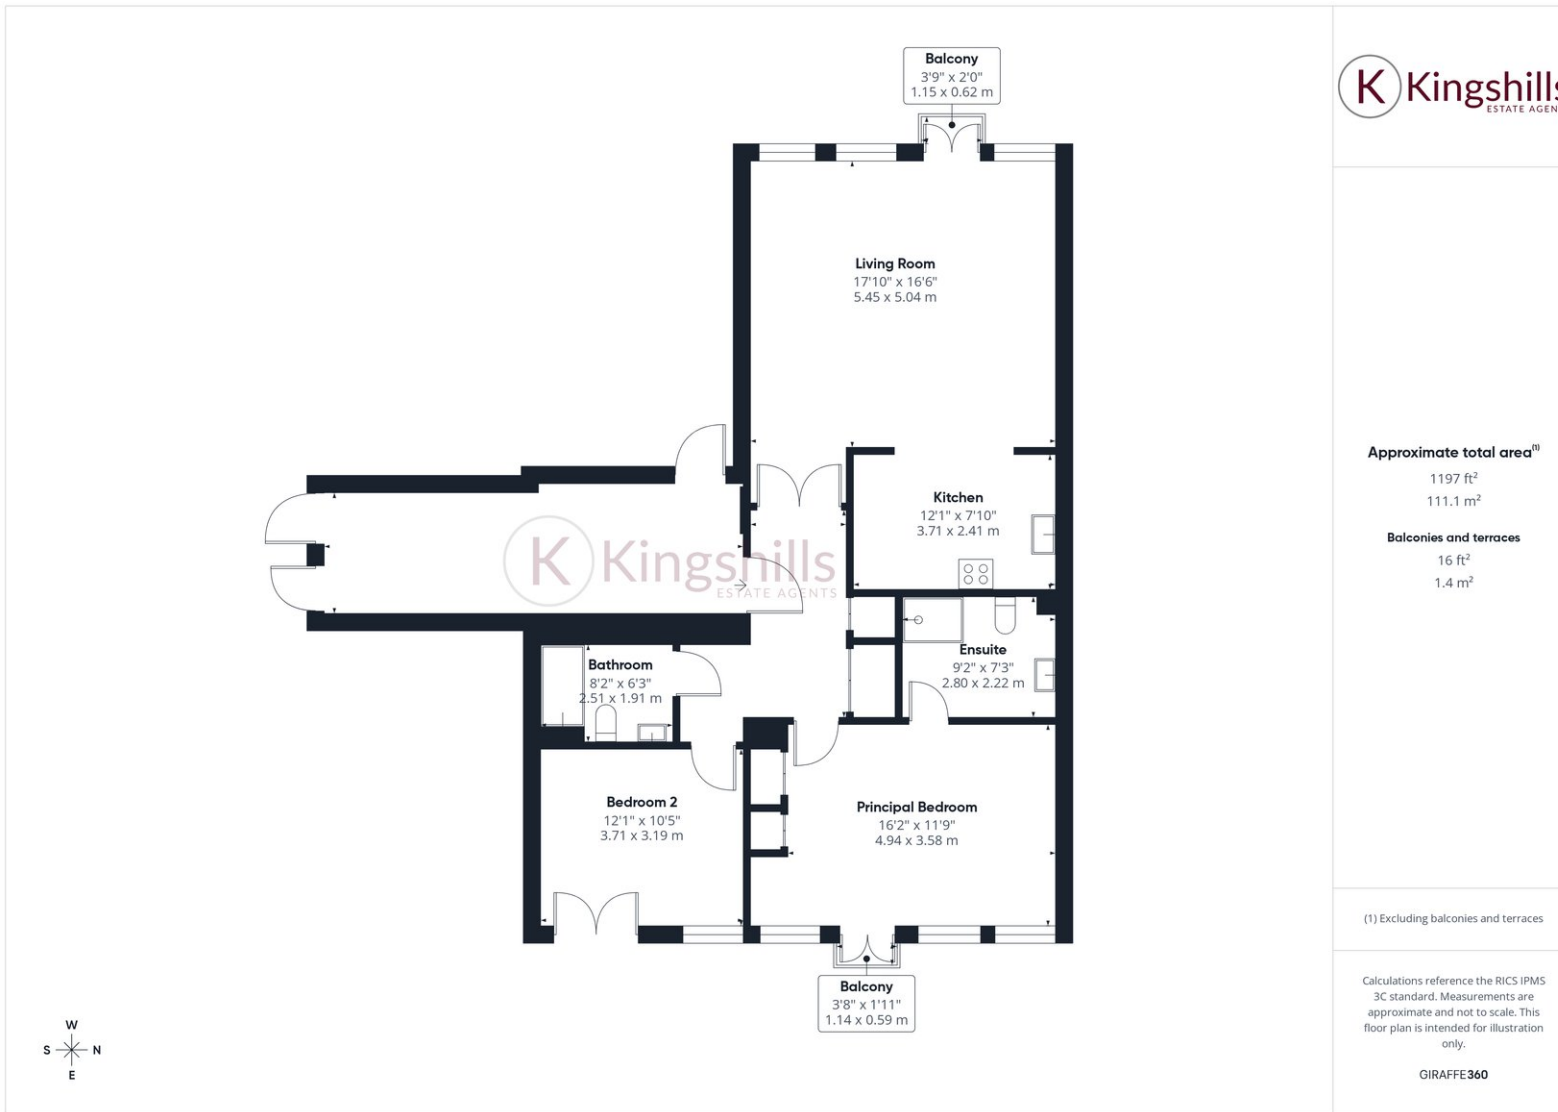 Balcony
3'9" x 2'0"
1.15 x 0.62 m
K Kingshills
ESTATE AGEN
Living Room
17'10" x 16'6"
5.45 x 5.04 m
Kitchen
12'1" x 7'10"
3.71 x 2.41 m
K Kingshills
ESTATE AGENTS
Bathroom
8'2" x 6'3"
2.51 x 1.91 m
Ensuite
9'2" x 7'3"
2.80 x 2.22 m
Bedroom 2
12'1" x 10'5"
3.71 x 3.19 m
Principal Bedroom
16'2" x 11'9"
4.94 x 3.58 m
Balcony
3'8" x 1'11"
1.14 x 0.59 m
W
S N
E
Approximate total area(1)
1197 ft²
111.1 m²
Balconies and terraces
16 ft²
1.4 m²
(1) Excluding balconies and terraces
Calculations reference the RICS IPMS
3C standard. Measurements are
approximate and not to scale. This
floor plan is intended for illustration
only.
GIRAFFE360